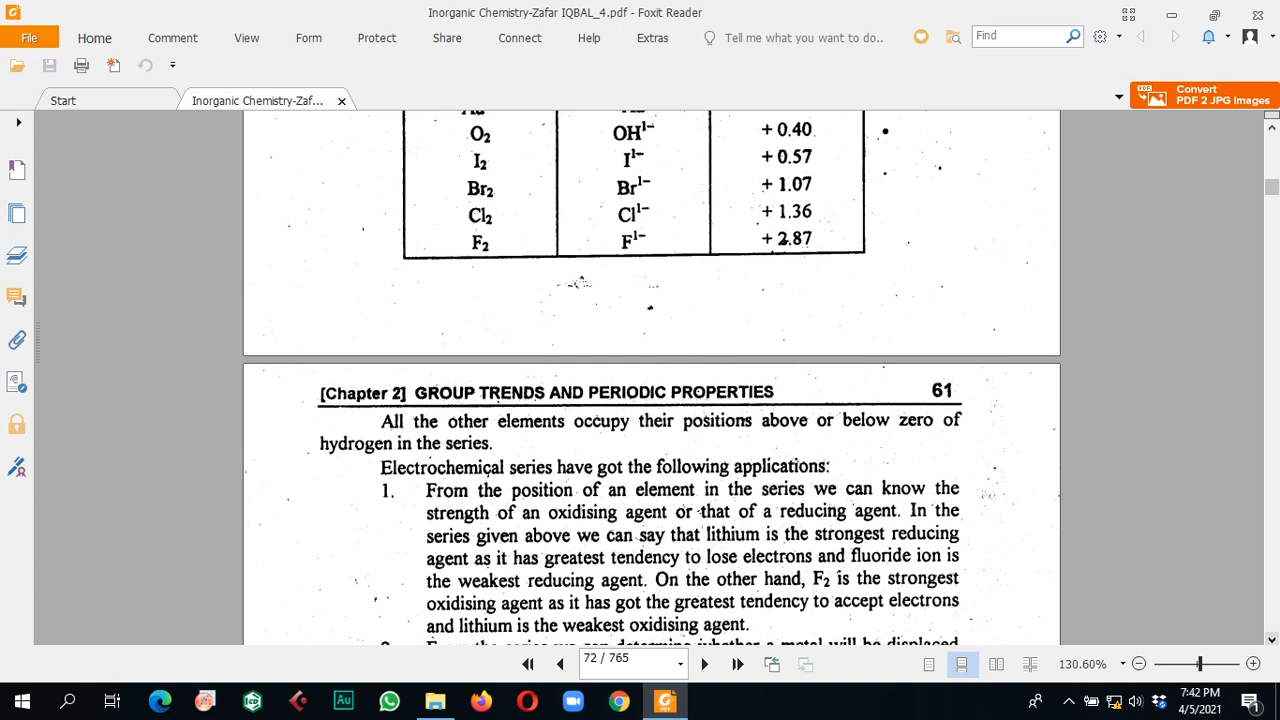 Inorganic Chemistry-Zafar IQBAL_4.pdf - Foxit Reader
File Home Comment View Form Protect Share Connect Help Extras Tell me what you want to do.. Find
Start Inorganic Chemistry-Zaf...
Convert
PDF 2 JPG Images
O₂ OH¹⁻ + 0.40
I₂ I¹⁻ + 0.57
Br₂ Br¹⁻ + 1.07
Cl₂ Cl¹⁻ + 1.36
F₂ F¹⁻ + 2.87
[Chapter 2] GROUP TRENDS AND PERIODIC PROPERTIES 61
All the other elements occupy their positions above or below zero of
hydrogen in the series.
Electrochemical series have got the following applications:
1. From the position of an element in the series we can know the
strength of an oxidising agent or that of a reducing agent. In the
series given above we can say that lithium is the strongest reducing
agent as it has greatest tendency to lose electrons and fluoride ion is
the weakest reducing agent. On the other hand, F₂ is the strongest
oxidising agent as it has got the greatest tendency to accept electrons
and lithium is the weakest oxidising agent.
72 / 765
130.60%
7:42 PM
4/5/2021